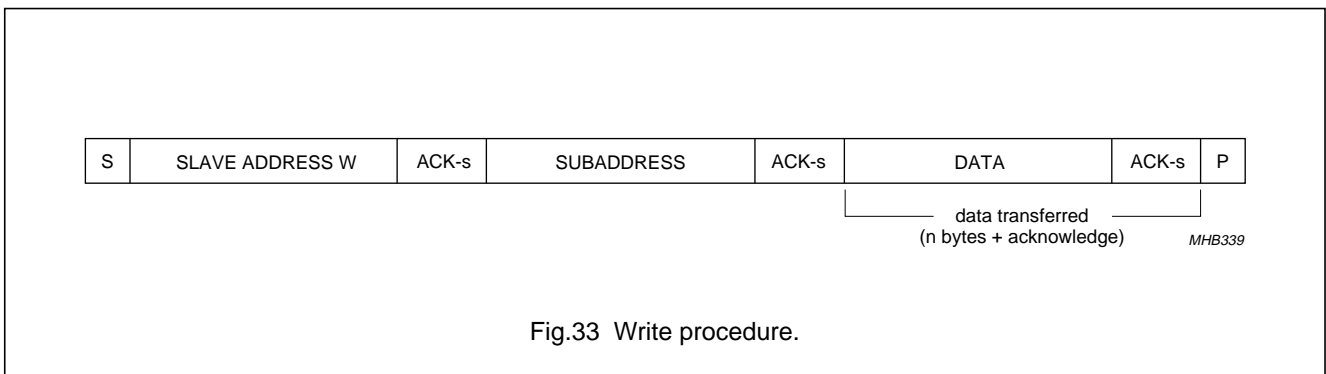 S SLAVE ADDRESS W ACK-s SUBADDRESS ACK-s DATA ACK-s P
data transferred
(n bytes + acknowledge)
MHB339
Fig.33 Write procedure.